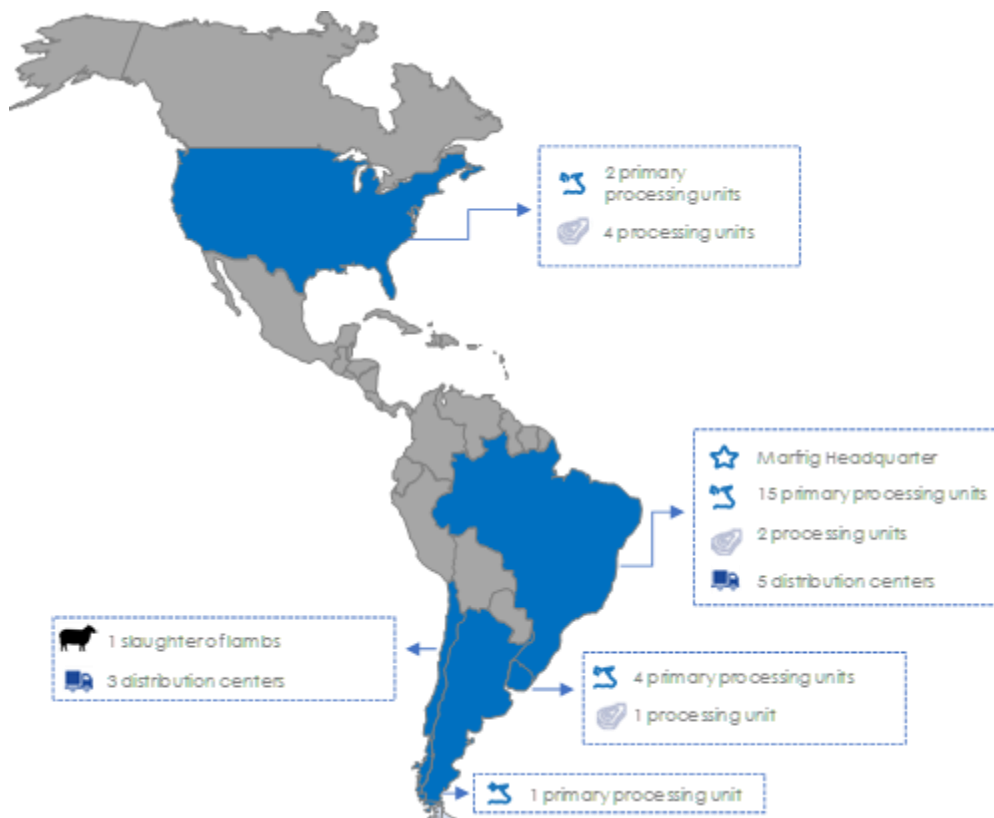 2 primary
processing units
4 processing units
Marfrig Headquarter
15 primary processing units
2 processing units
5 distribution centers
1 slaughter of lambs
3 distribution centers
4 primary processing units
1 processing unit
1 primary processing unit